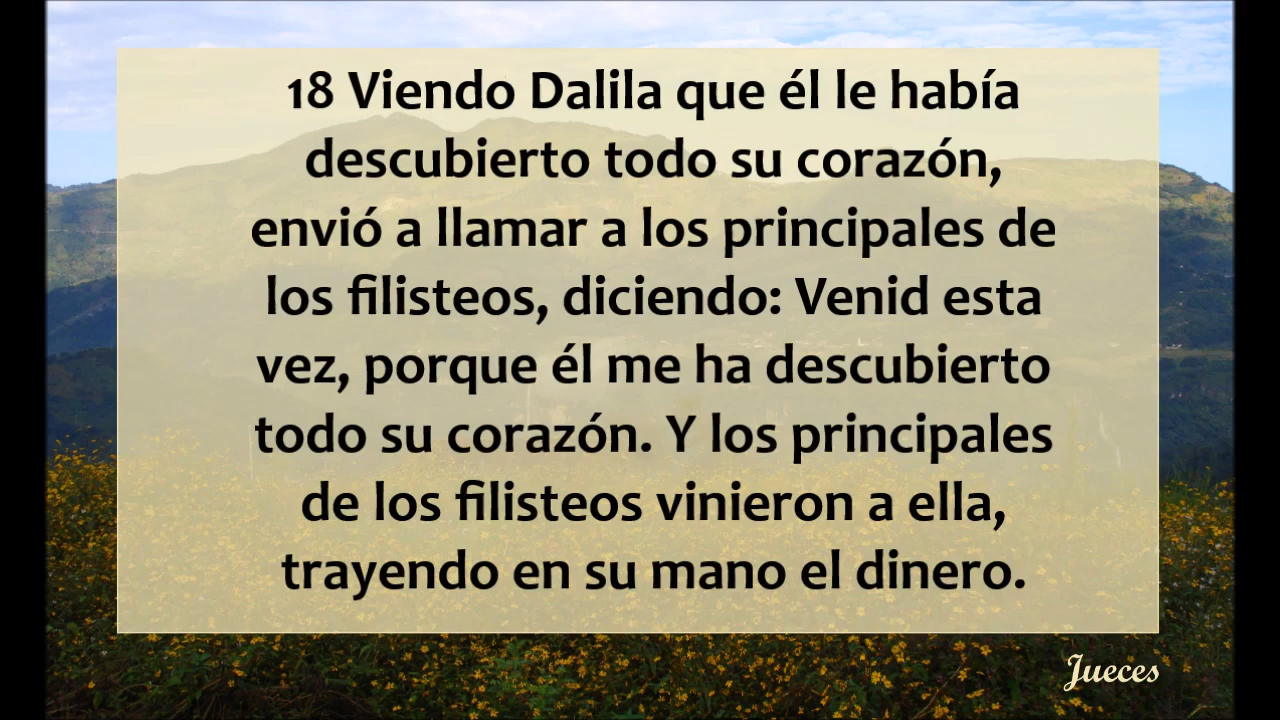 18 Viendo Dalila que él le había
descubierto todo su corazón,
envió a llamar a los principales de
los filisteos, diciendo: Venid esta
vez, porque él me ha descubierto
todo su corazón. Y los principales
de los filisteos vinieron a ella,
trayendo en su mano el dinero.
Jueces